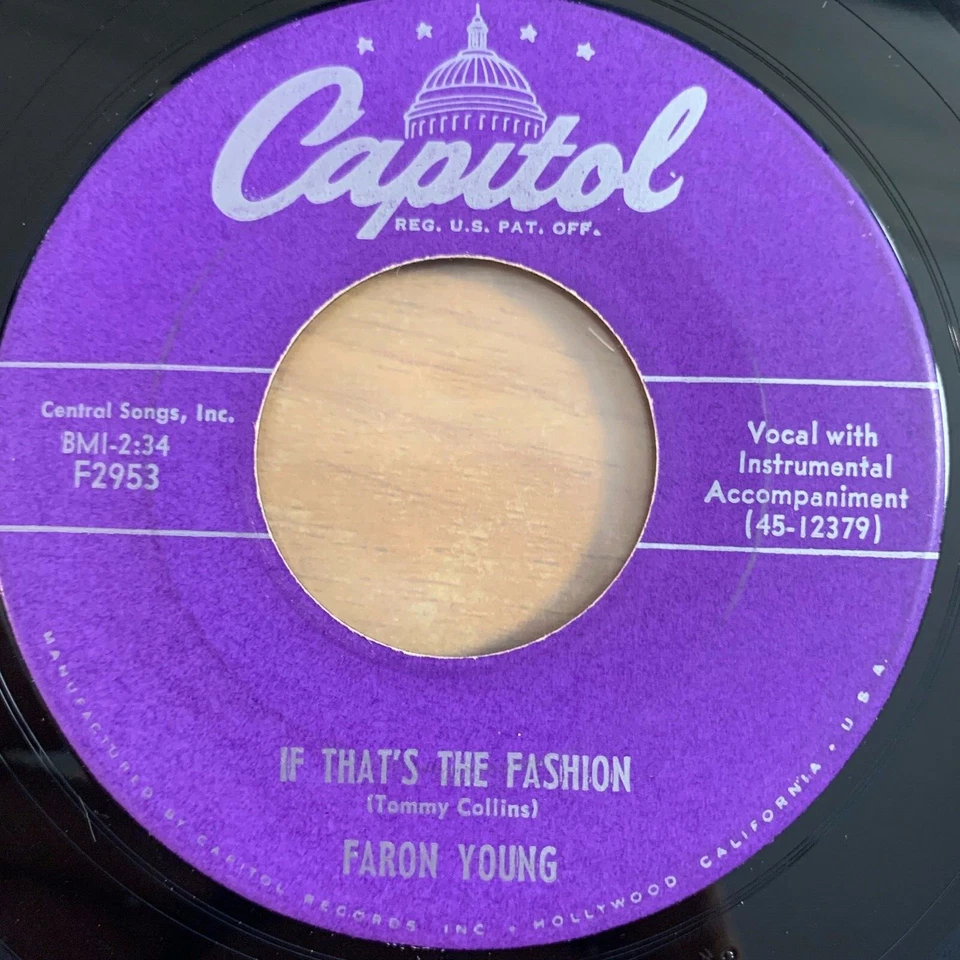 Capitol
REG. U.S. PAT. OFF.
Central Songs, Inc.
BMI-2:34
F2953
Vocal with
Instrumental
Accompaniment
(45-12379)
IF THAT'S THE FASHION
(Tommy Collins)
FARON YOUNG
MANUFACTURED BY CAPITOL RECORDS INC • HOLLYWOOD CALIFORNIA • U.S.A.